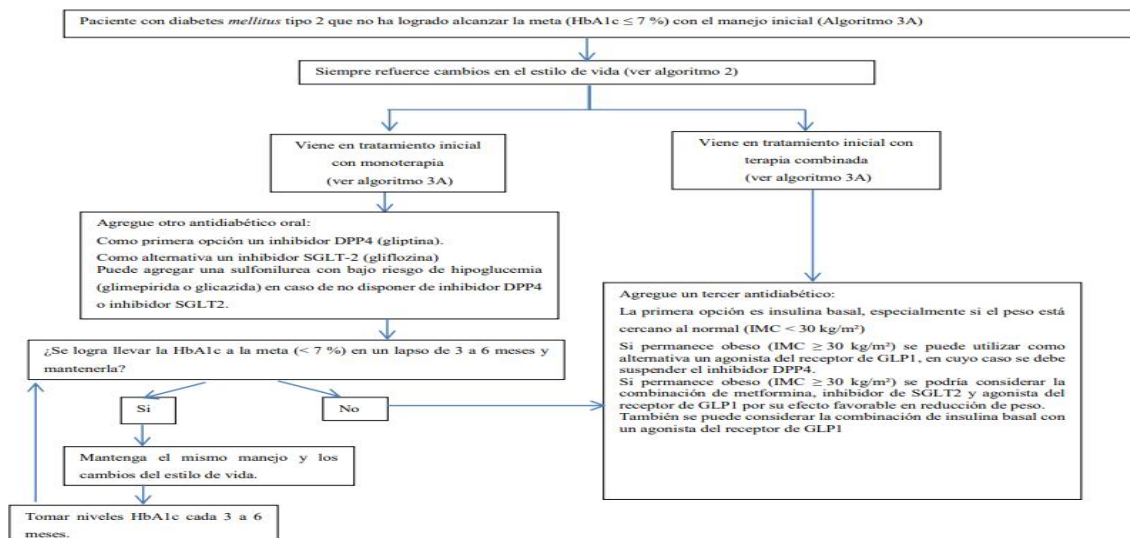 Paciente con diabetes mellitus tipo 2 que no ha logrado alcanzar la meta (HbA1c ≤ 7 %) con el manejo inicial (Algoritmo 3A)
Siempre refuerce cambios en el estilo de vida (ver algoritmo 2)
Viene en tratamiento inicial
con monoterapia
(ver algoritmo 3A)
Viene en tratamiento inicial con
terapia combinada
(ver algoritmo 3A)
Agregue otro antidiabético oral:
Como primera opción un inhibidor DPP4 (gliptina).
Como alternativa un inhibidor SGLT-2 (gliflozina)
Puede agregar una sulfonilurea con bajo riesgo de hipoglucemia
(glimepirida o glicazida) en caso de no disponer de inhibidor DPP4
o inhibidor SGLT2.
¿Se logra llevar la HbA1c a la meta (< 7 %) en un lapso de 3 a 6 meses y
mantenerla?
Si
No
Mantenga el mismo manejo y los
cambios del estilo de vida.
Tomar niveles HbA1c cada 3 a 6
meses.
Agregue un tercer antidiabético:
La primera opción es insulina basal, especialmente si el peso está
cercano al normal (IMC < 30 kg/m²)
Si permanece obeso (IMC ≥ 30 kg/m²) se puede utilizar como
alternativa un agonista del receptor de GLP1, en cuyo caso se debe
suspender el inhibidor DPP4.
Si permanece obeso (IMC ≥ 30 kg/m²) se podría considerar la
combinación de metformina, inhibidor de SGLT2 y agonista del
receptor de GLP1 por su efecto favorable en reducción de peso.
También se puede considerar la combinación de insulina basal con
un agonista del receptor de GLP1